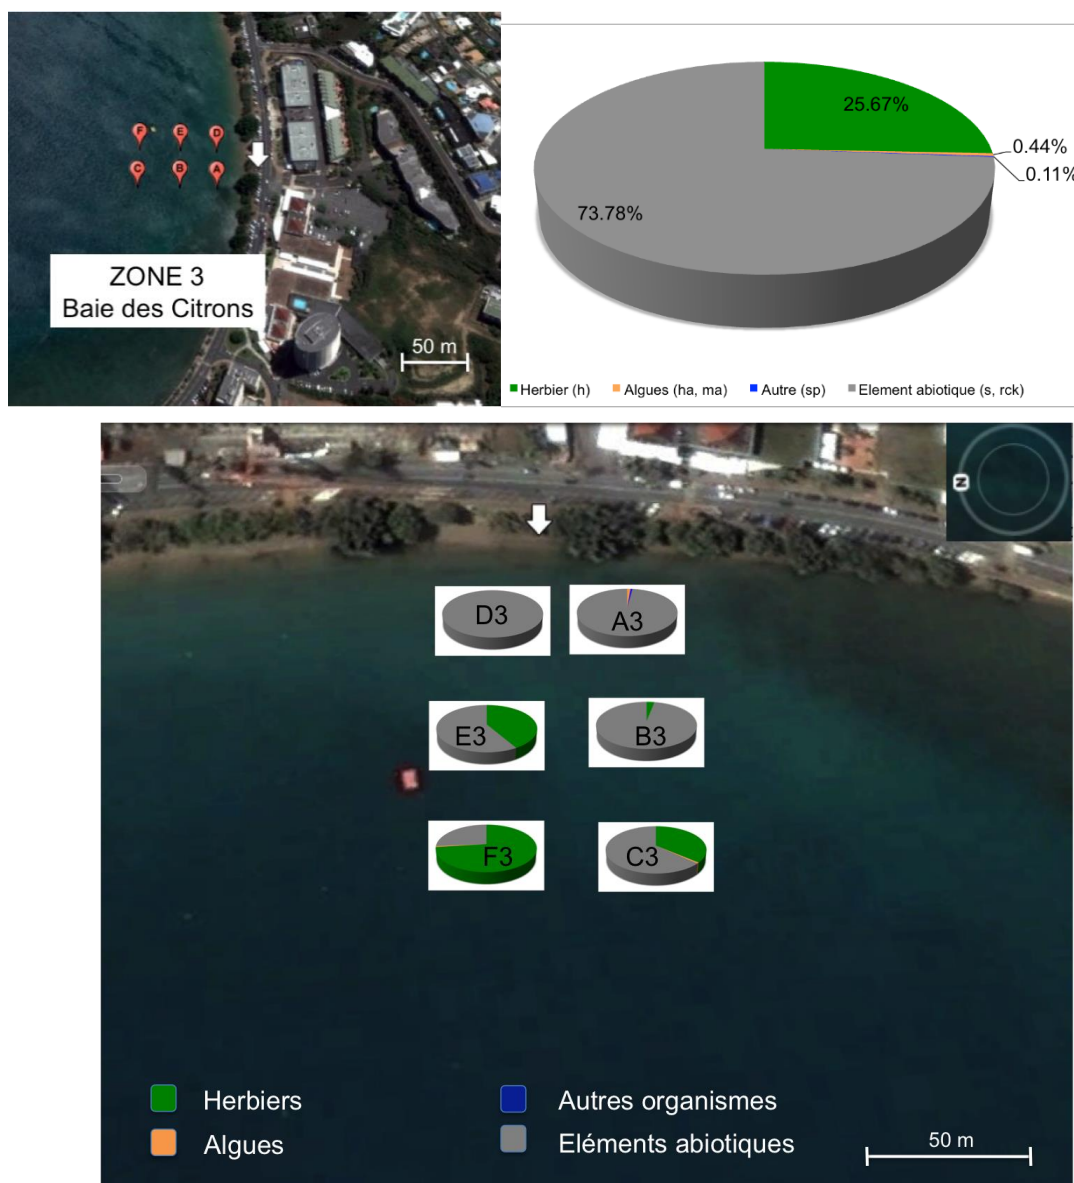 F
E
D
C
B
A
ZONE 3
Baie des Citrons
50 m
25.67%
0.44%
0.11%
73.78%
Herbier (h)
Algues (ha, ma)
Autre (sp)
Element abiotique (s, rck)
N
D3
A3
E3
B3
F3
C3
Herbiers
Autres organismes
Algues
Eléments abiotiques
50 m